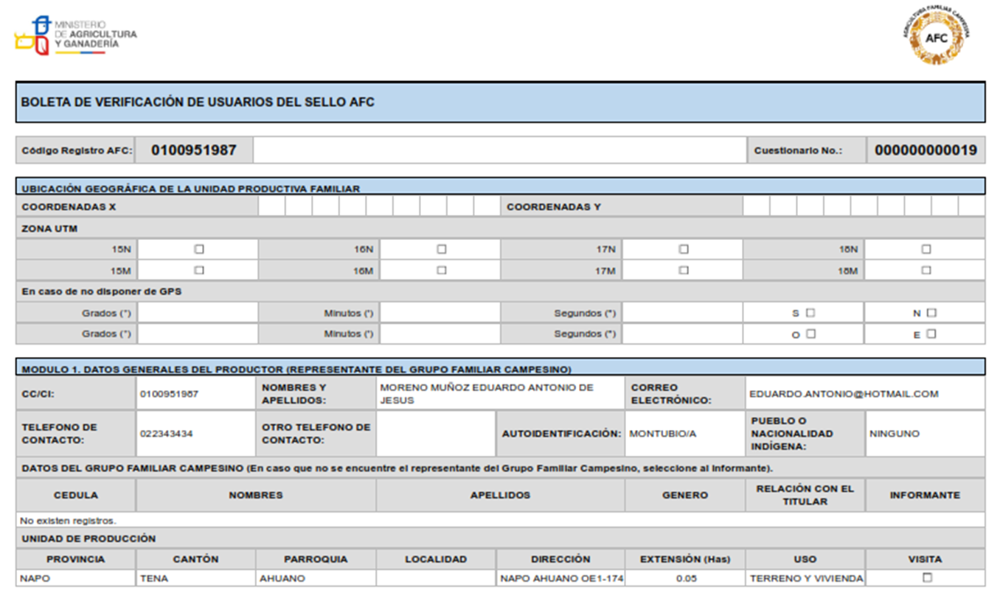 MINISTERIO
DE AGRICULTURA
Y GANADERÍA
AGRICULTURA FAMILIAR CAMPESINA
AFC
BOLETA DE VERIFICACIÓN DE USUARIOS DEL SELLO AFC
Código Registro AFC: 0100951987 Cuestionario No.: 000000000019
UBICACIÓN GEOGRÁFICA DE LA UNIDAD PRODUCTIVA FAMILIAR
COORDENADAS X COORDENADAS Y
ZONA UTM
15N ☐ 16N ☐ 17N ☐ 18N ☐
15M ☐ 16M ☐ 17M ☐ 18M ☐
En caso de no disponer de GPS
Grados (°) Minutos (') Segundos (") S ☐ N ☐
Grados (°) Minutos (') Segundos (") O ☐ E ☐
MODULO 1. DATOS GENERALES DEL PRODUCTOR (REPRESENTANTE DEL GRUPO FAMILIAR CAMPESINO)
CC/CI: 0100951987 NOMBRES Y APELLIDOS: MORENO MUÑOZ EDUARDO ANTONIO DE JESUS CORREO ELECTRÓNICO: EDUARDO.ANTONIO@HOTMAIL.COM
TELEFONO DE CONTACTO: 022343434 OTRO TELEFONO DE CONTACTO: AUTOIDENTIFICACIÓN: MONTUBIO/A PUEBLO O NACIONALIDAD INDÍGENA: NINGUNO
DATOS DEL GRUPO FAMILIAR CAMPESINO (En caso que no se encuentre el representante del Grupo Familiar Campesino, seleccione al Informante).
CEDULA NOMBRES APELLIDOS GENERO RELACIÓN CON EL TITULAR INFORMANTE
No existen registros.
UNIDAD DE PRODUCCIÓN
PROVINCIA CANTÓN PARROQUIA LOCALIDAD DIRECCIÓN EXTENSIÓN (Has) USO VISITA
NAPO TENA AHUANO NAPO AHUANO OE1-174 0.05 TERRENO Y VIVIENDA ☐